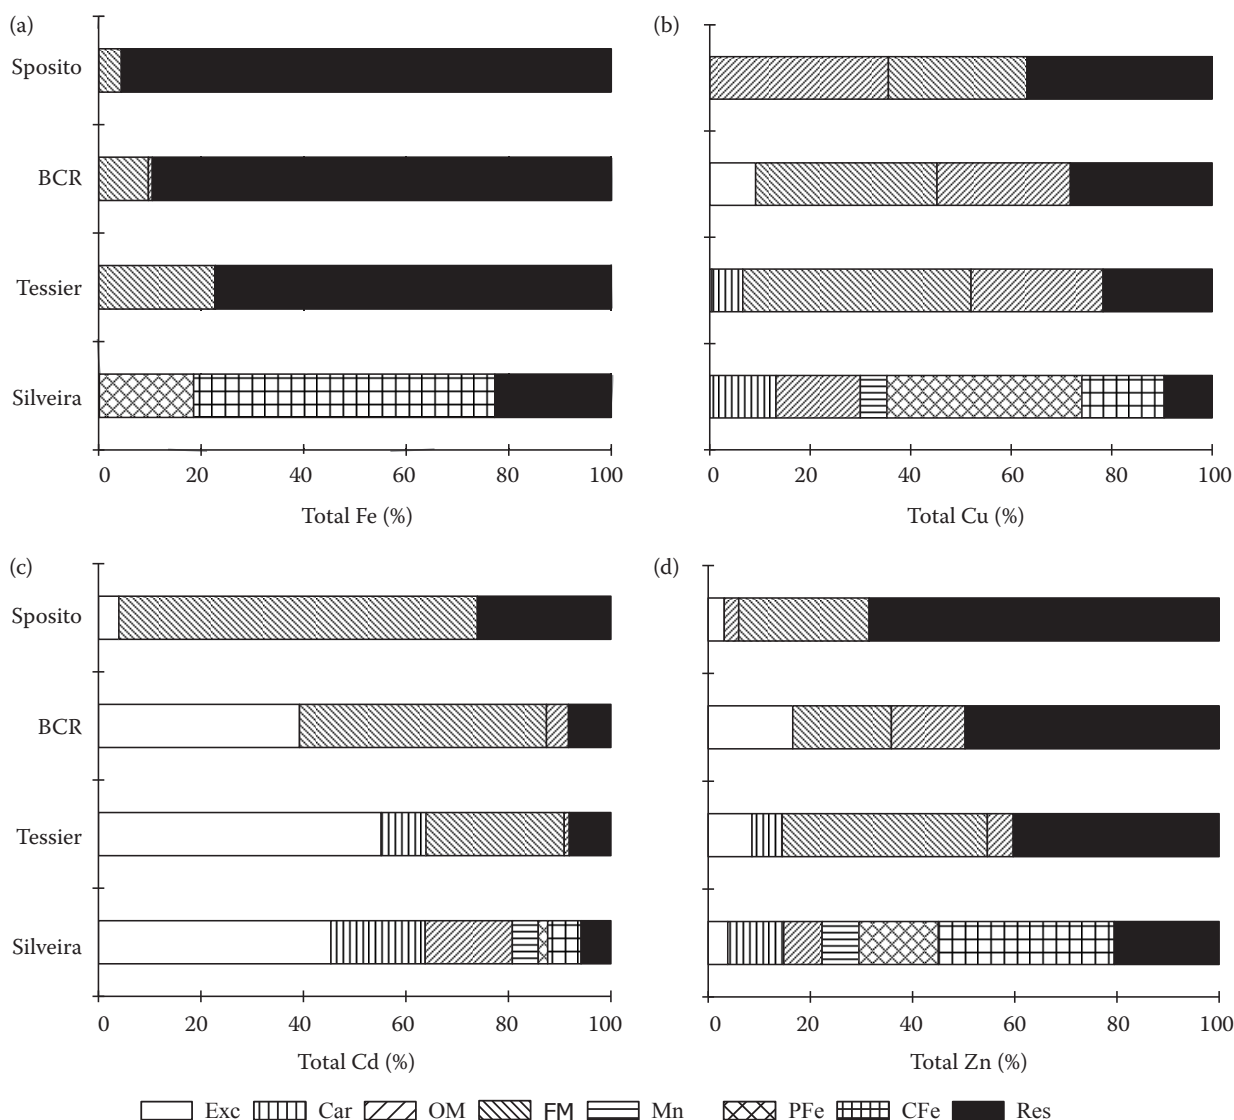 (a)
Sposito
BCR
Tessier
Silveira
0 20 40 60 80 100
Total Fe (%)
(b)
0 20 40 60 80 100
Total Cu (%)
(c)
Sposito
BCR
Tessier
Silveira
0 20 40 60 80 100
Total Cd (%)
(d)
0 20 40 60 80 100
Total Zn (%)
Exc Car OM FM Mn PFe CFe Res